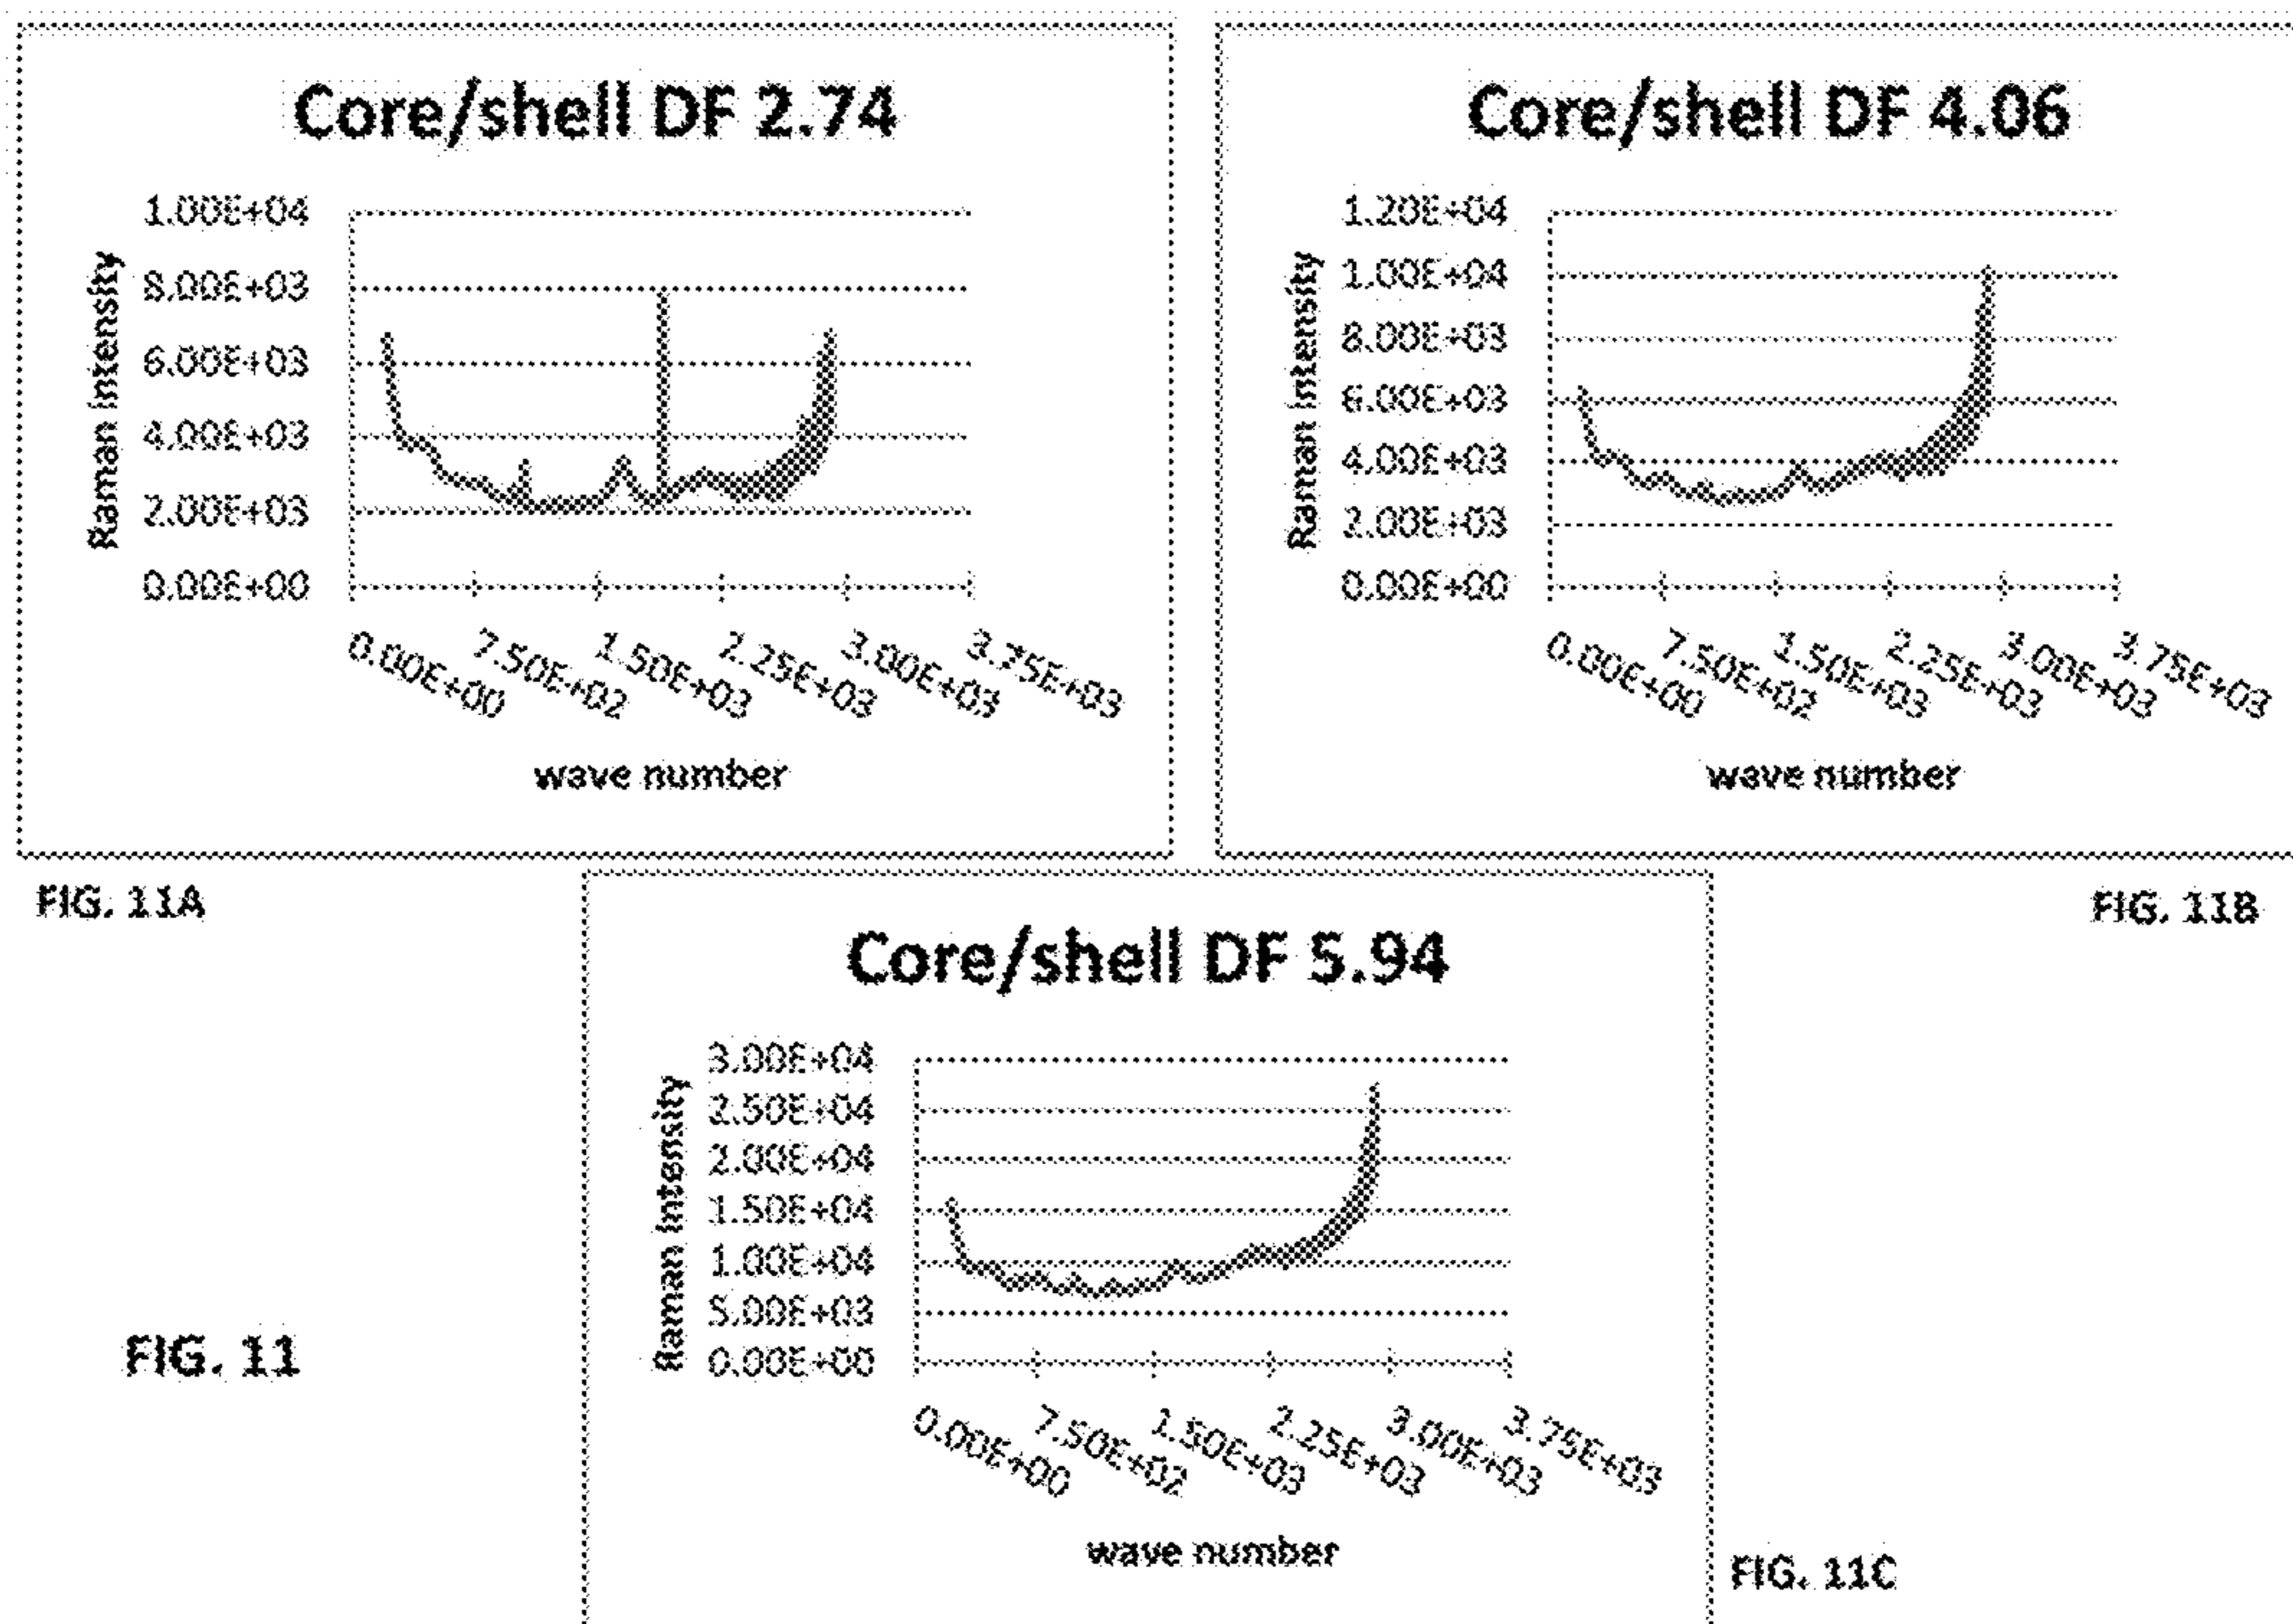 Core/shell DF 2.74
Raman intensity
1.00E+04
8.00E+03
6.00E+03
4.00E+03
2.00E+03
0.00E+00
0.00E+00
7.50E+02
1.50E+03
2.25E+03
3.00E+03
3.75E+03
wave number
FIG. 11A
Core/shell DF 4.06
Raman intensity
1.20E+04
1.00E+04
8.00E+03
6.00E+03
4.00E+03
2.00E+03
0.00E+00
0.00E+00
7.50E+02
1.50E+03
2.25E+03
3.00E+03
3.75E+03
wave number
FIG. 11B
Core/shell DF 5.94
Raman intensity
3.00E+04
2.50E+04
2.00E+04
1.50E+04
1.00E+04
5.00E+03
0.00E+00
0.00E+00
7.50E+02
1.50E+03
2.25E+03
3.00E+03
3.75E+03
wave number
FIG. 11
FIG. 11C